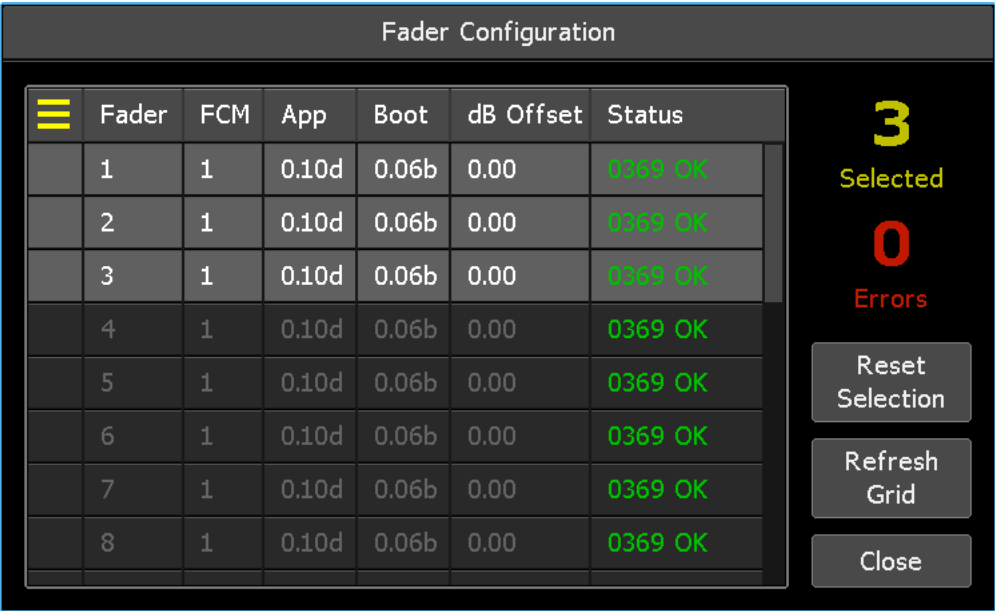 Fader Configuration
Fader FCM App Boot dB Offset Status
1 1 0.10d 0.06b 0.00 0369 OK
2 1 0.10d 0.06b 0.00 0369 OK
3 1 0.10d 0.06b 0.00 0369 OK
4 1 0.10d 0.06b 0.00 0369 OK
5 1 0.10d 0.06b 0.00 0369 OK
6 1 0.10d 0.06b 0.00 0369 OK
7 1 0.10d 0.06b 0.00 0369 OK
8 1 0.10d 0.06b 0.00 0369 OK
3
Selected
0
Errors
Reset
Selection
Refresh
Grid
Close